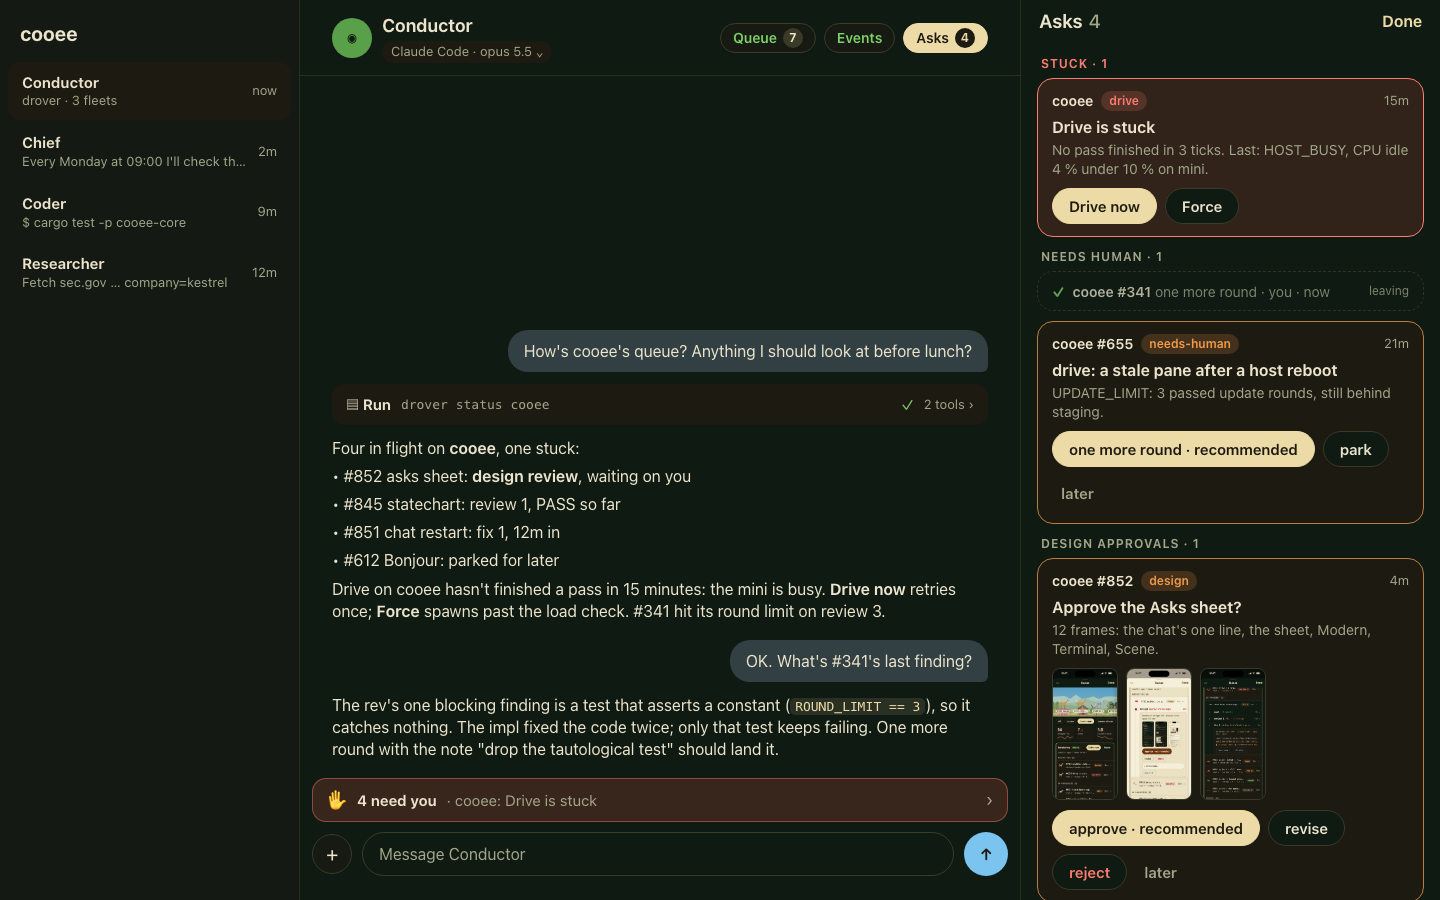 cooee
Conductor
drover · 3 fleets
now
Chief
Every Monday at 09:00 I'll check th…
2m
Coder
$ cargo test -p cooee-core
9m
Researcher
Fetch sec.gov … company=kestrel
12m
Conductor
Claude Code · opus 5.5
Queue 7
Events
Asks 4
How's cooee's queue? Anything I should look at before lunch?
Run drover status cooee
2 tools ›
Four in flight on cooee, one stuck:
• #852 asks sheet: design review, waiting on you
• #845 statechart: review 1, PASS so far
• #851 chat restart: fix 1, 12m in
• #612 Bonjour: parked for later
Drive on cooee hasn't finished a pass in 15 minutes: the mini is busy. Drive now retries
once; Force spawns past the load check. #341 hit its round limit on review 3.
OK. What's #341's last finding?
The rev's one blocking finding is a test that asserts a constant (ROUND_LIMIT == 3), so it
catches nothing. The impl fixed the code twice; only that test keeps failing. One more
round with the note "drop the tautological test" should land it.
4 need you · cooee: Drive is stuck ›
+
Message Conductor
Asks 4
Done
STUCK · 1
cooee drive 15m
Drive is stuck
No pass finished in 3 ticks. Last: HOST_BUSY, CPU idle
4 % under 10 % on mini.
Drive now
Force
NEEDS HUMAN · 1
✓ cooee #341 one more round · you · now leaving
cooee #655 needs-human 21m
drive: a stale pane after a host reboot
UPDATE_LIMIT: 3 passed update rounds, still behind
staging.
one more round · recommended
park
later
DESIGN APPROVALS · 1
cooee #852 design 4m
Approve the Asks sheet?
12 frames: the chat's one line, the sheet, Modern,
Terminal, Scene.
approve · recommended
revise
reject
later